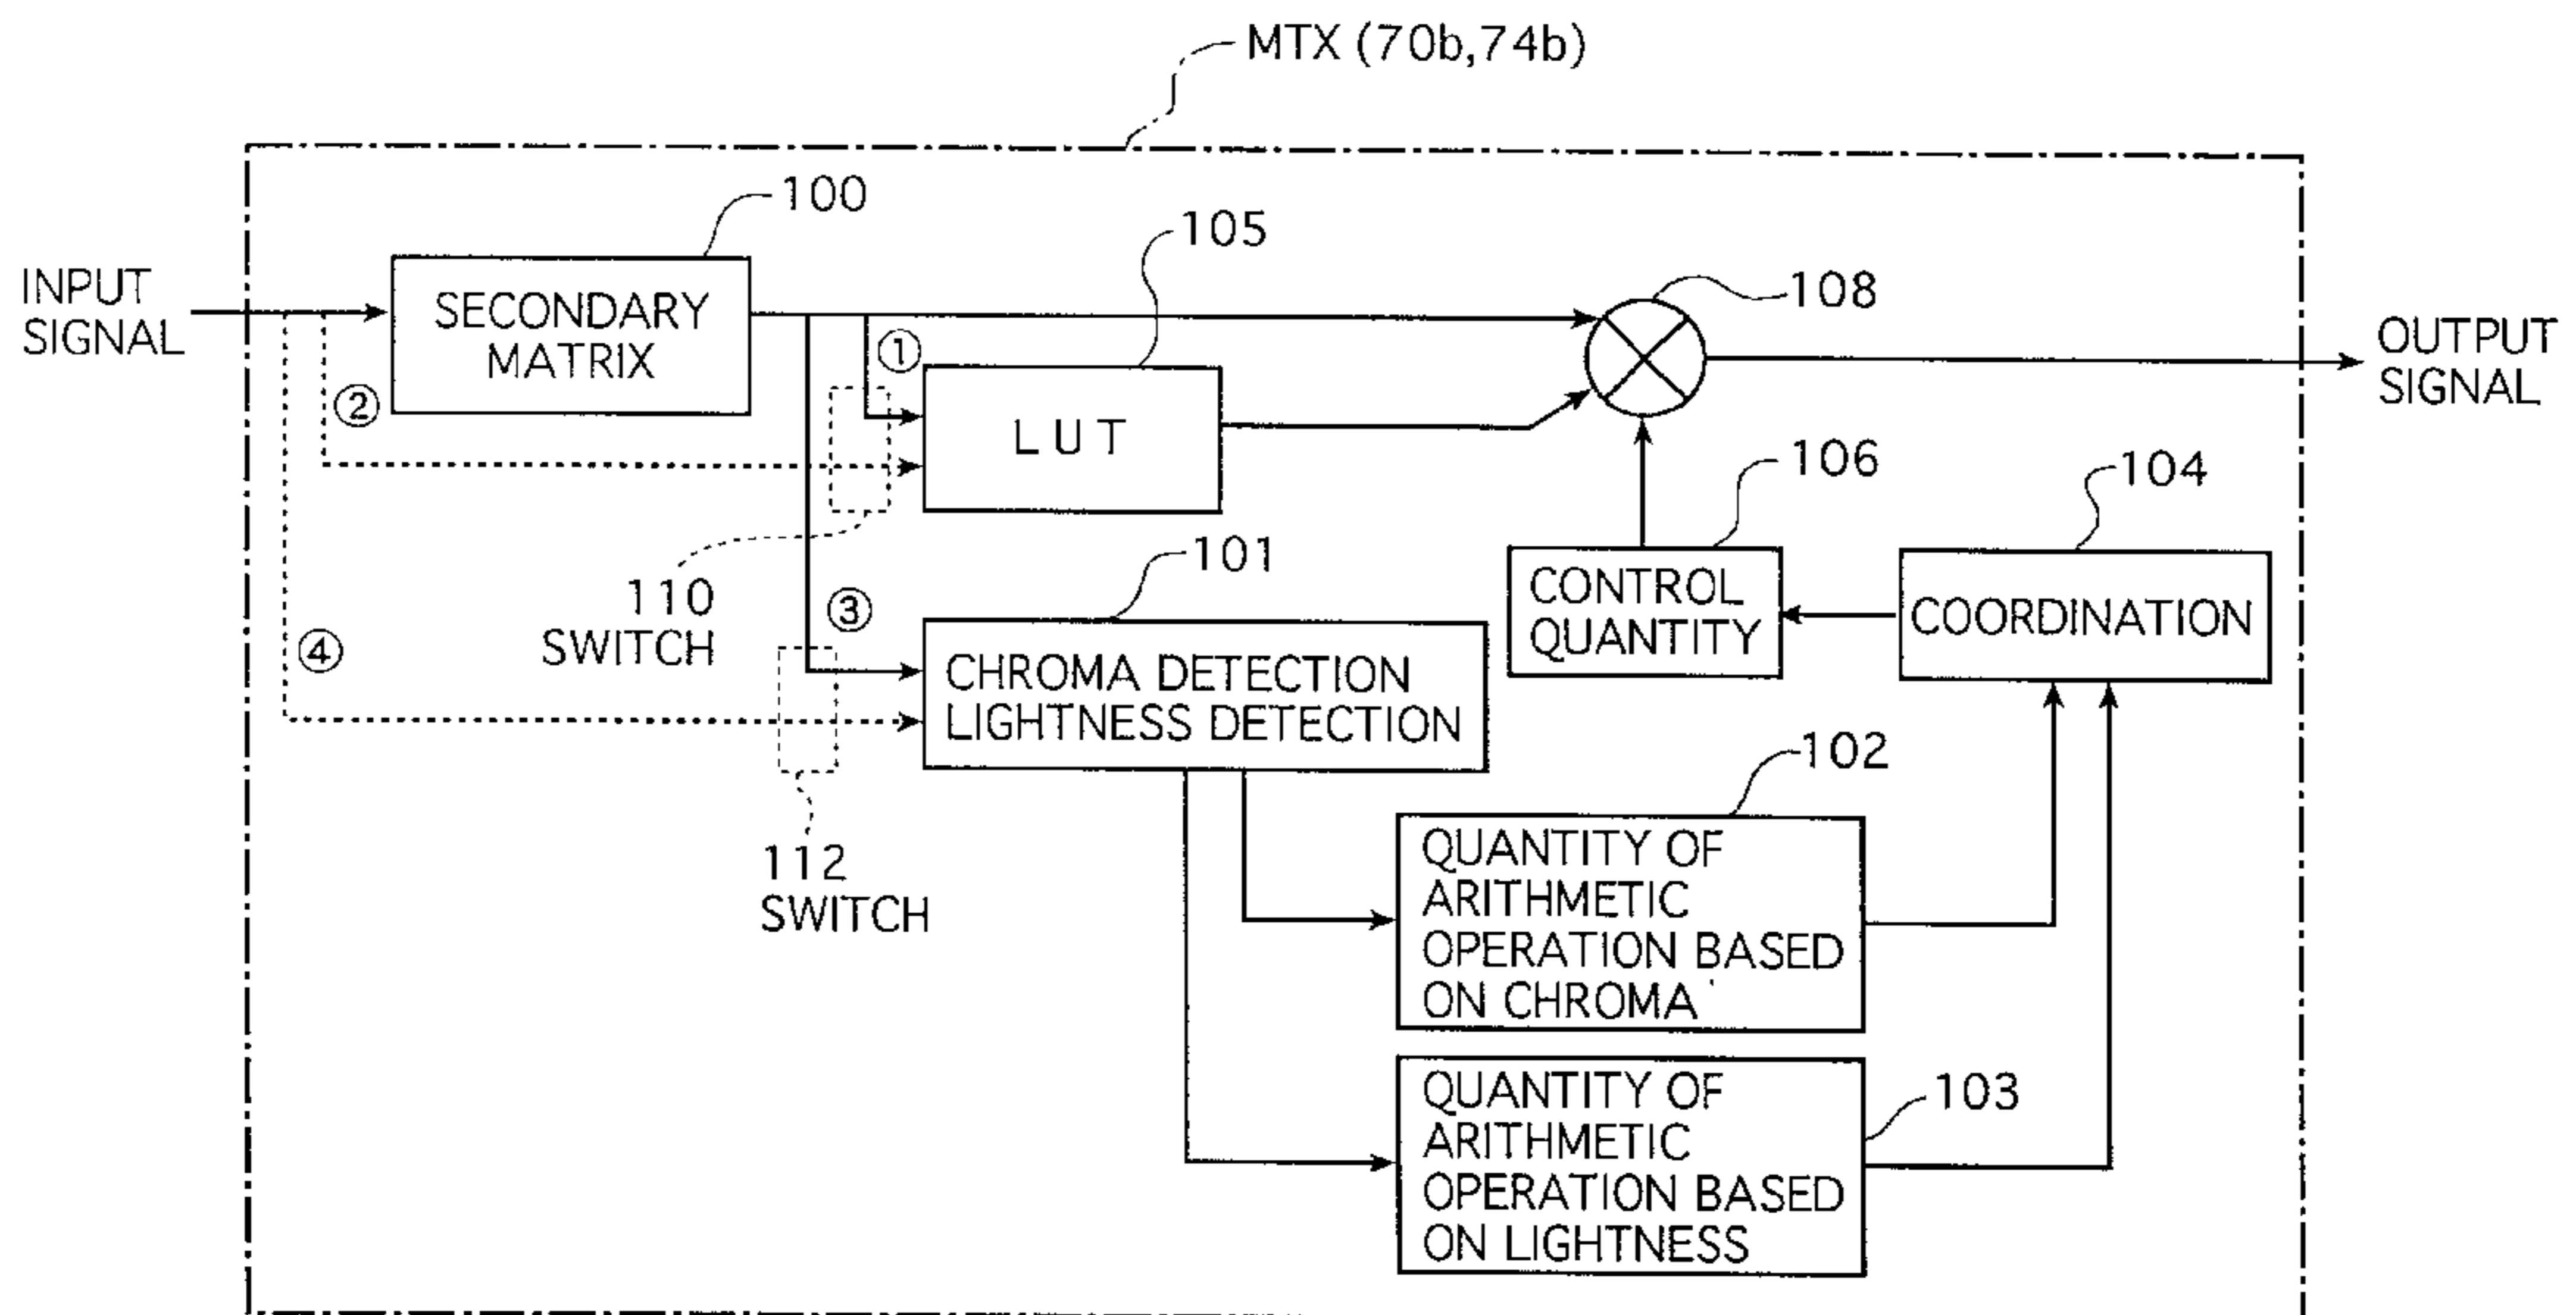 MTX (70b,74b)
100
105
INPUT
SIGNAL
SECONDARY
MATRIX
108
OUTPUT
SIGNAL
①
②
LUT
106
104
101
110
SWITCH
③
④
CONTROL
QUANTITY
COORDINATION
CHROMA DETECTION
LIGHTNESS DETECTION
102
112
SWITCH
QUANTITY OF
ARITHMETIC
OPERATION BASED
ON CHROMA
103
QUANTITY OF
ARITHMETIC
OPERATION BASED
ON LIGHTNESS